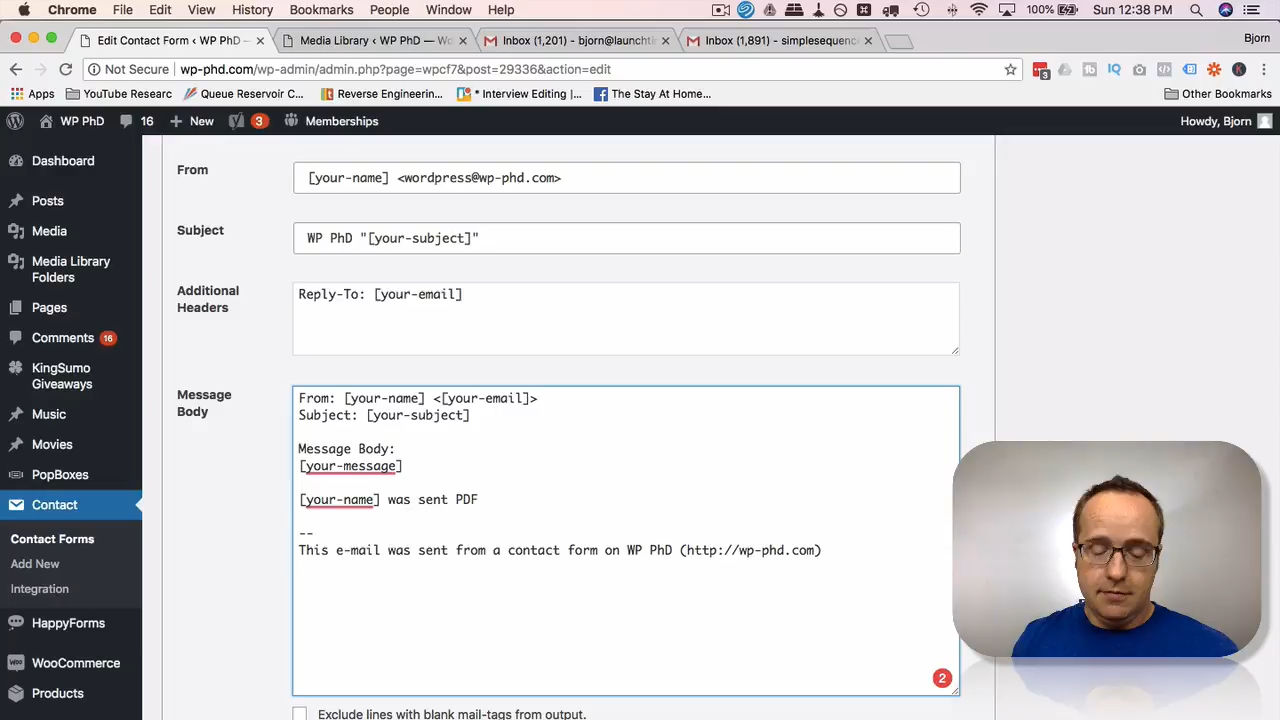 Chrome File Edit View History Bookmarks People Window Help 100% Sun 12:38 PM
Edit Contact Form ‹ WP PhD — Media Library ‹ WP PhD — Wo Inbox (1,201) - bjorn@launchti Inbox (1,891) - simplesequence Bjorn
Not Secure wp-phd.com/wp-admin/admin.php?page=wpcf7&post=29336&action=edit 3 K
Apps YouTube Researc Queue Reservoir C... Reverse Engineerin... * Interview Editing |... The Stay At Home... Other Bookmarks
WP PhD 16 New 3 Memberships Howdy, Bjorn
Dashboard
Posts
Media
Media Library
Folders
Pages
Comments 16
KingSumo
Giveaways
Music
Movies
PopBoxes
Contact
Contact Forms
Add New
Integration
HappyForms
WooCommerce
Products
From
[your-name] <wordpress@wp-phd.com>
Subject
WP PhD "[your-subject]"
Additional
Headers
Reply-To: [your-email]
Message
Body
From: [your-name] <[your-email]>
Subject: [your-subject]
Message Body:
[your-message]
[your-name] was sent PDF
--
This e-mail was sent from a contact form on WP PhD (http://wp-phd.com)
2
Exclude lines with blank mail-tags from output.